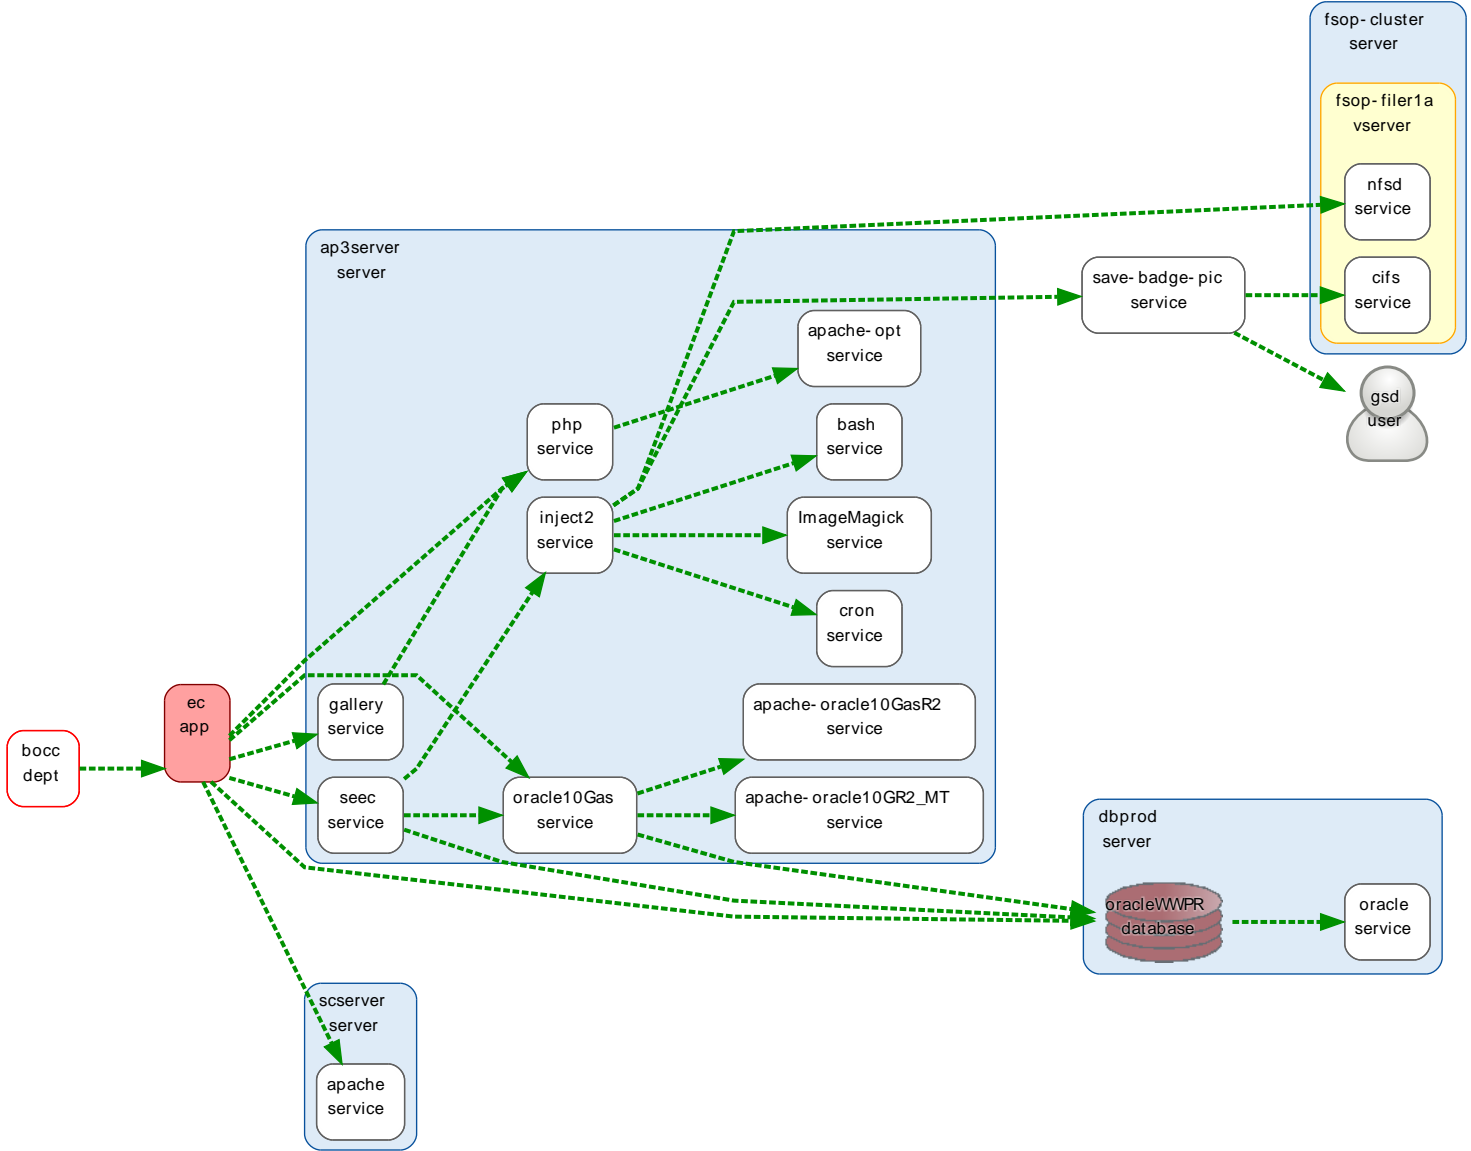 fsop-cluster
server
fsop-filer1a
vserver
nfsd
service
ap3server
server
save-badge-pic
service
cifs
service
apache-opt
service
gsd
user
php
service
bash
service
inject2
service
ImageMagick
service
cron
service
ec
app
gallery
service
apache-oracle10GasR2
service
bocc
dept
seec
service
oracle10Gas
service
apache-oracle10GR2_MT
service
dbprod
server
oracleWWPR
database
oracle
service
scserver
server
apache
service